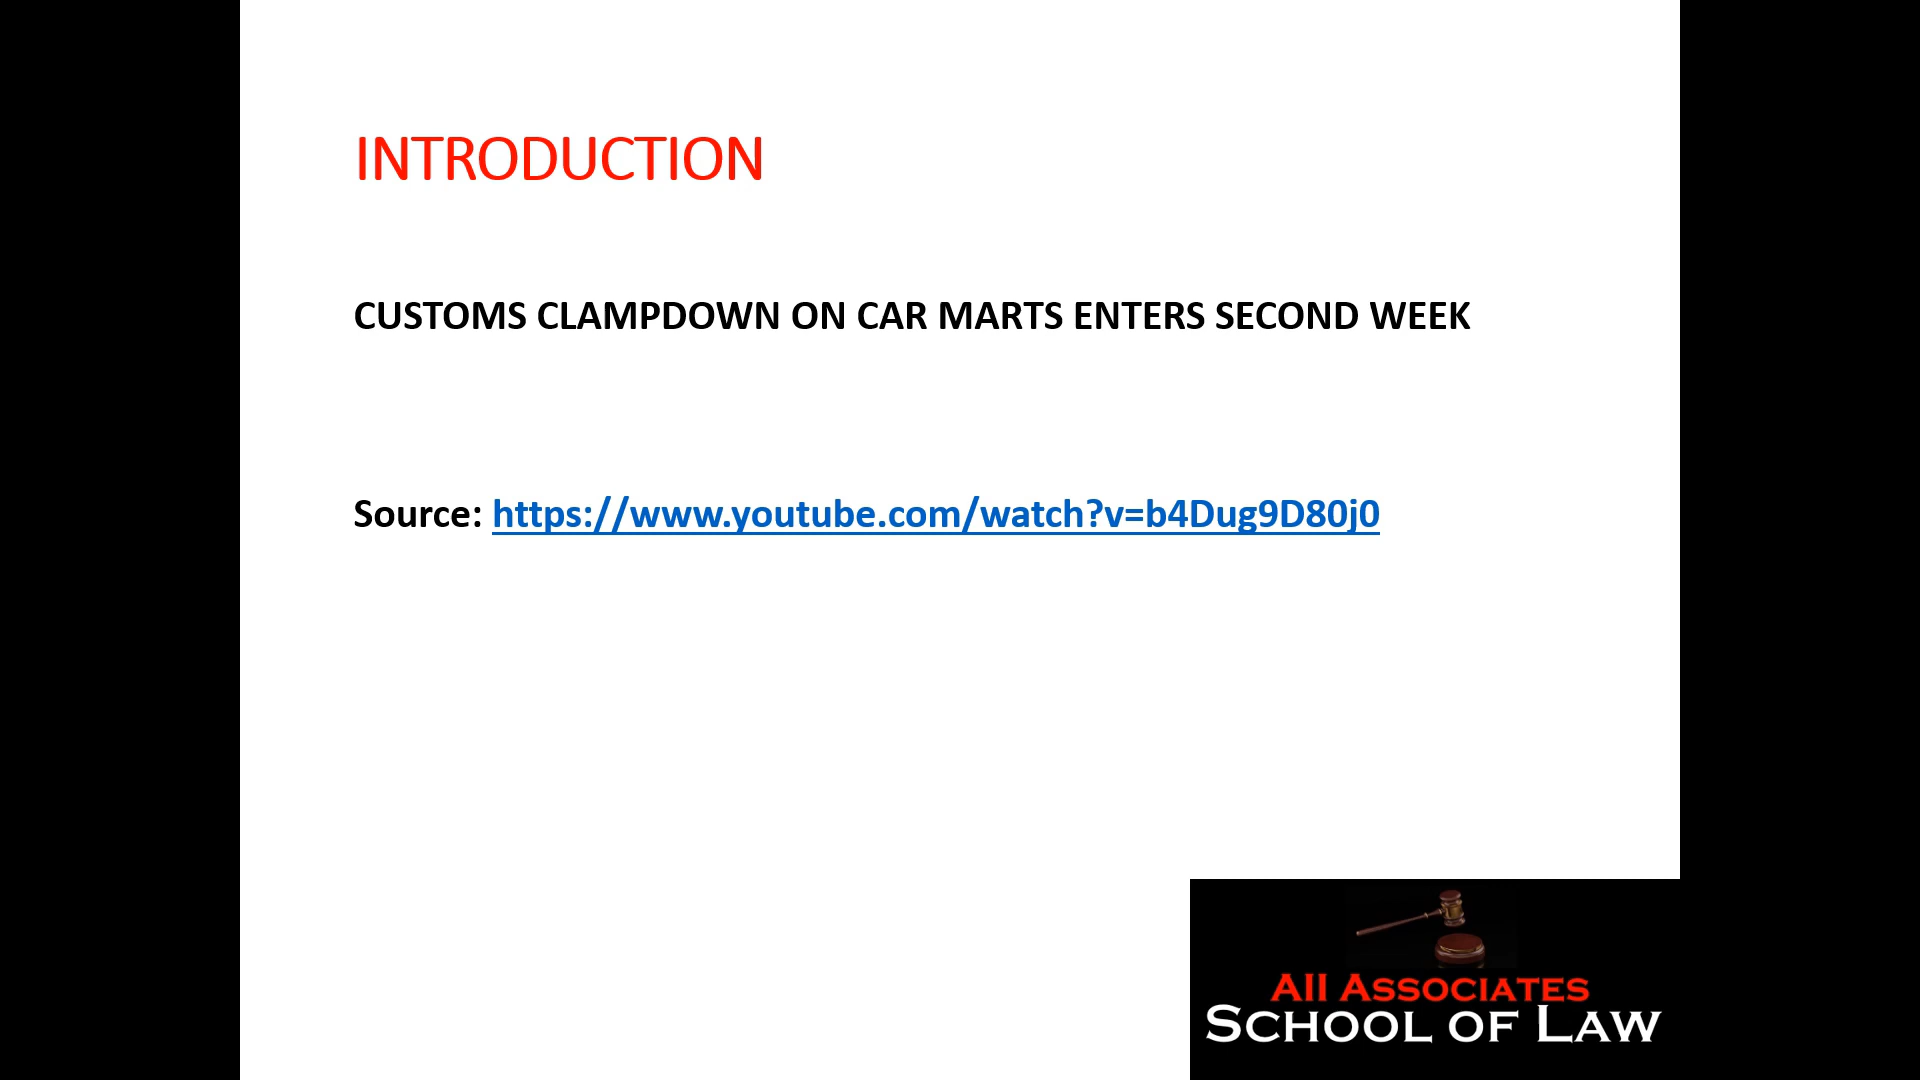 INTRODUCTION
CUSTOMS CLAMPDOWN ON CAR MARTS ENTERS SECOND WEEK
Source: https://www.youtube.com/watch?v=b4Dug9D80j0
AII ASSOCIATES
SCHOOL OF LAW